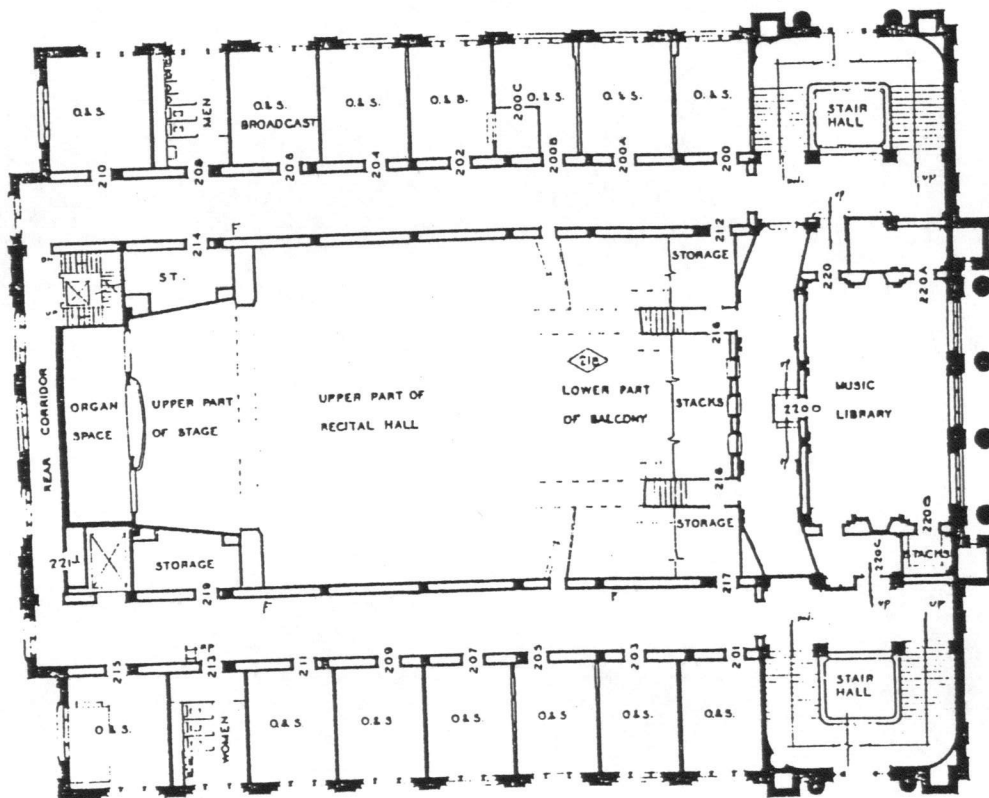 O.&S.
MEN
O.&S.
BROADCAST
O.&S.
O.&B.
200C
O.&S.
O.&S.
O.&S.
STAIR
HALL
210
208
206
204
202
200B
200A
200
UP
UP
214
F
212
STORAGE
220
220A
ST.
216
218
REAR CORRIDOR
ORGAN
SPACE
UPPER PART
OF STAGE
UPPER PART OF
RECITAL HALL
LOWER PART
OF BALCONY
STACKS
220D
MUSIC
LIBRARY
216
STORAGE
220B
221
STORAGE
220C
STACKS
219
F
F
217
UP
UP
215
213
211
209
207
205
203
201
O.&S.
WOMEN
O.&S.
O.&S
O.&S.
O.&S.
O.&S.
O.&S.
STAIR
HALL